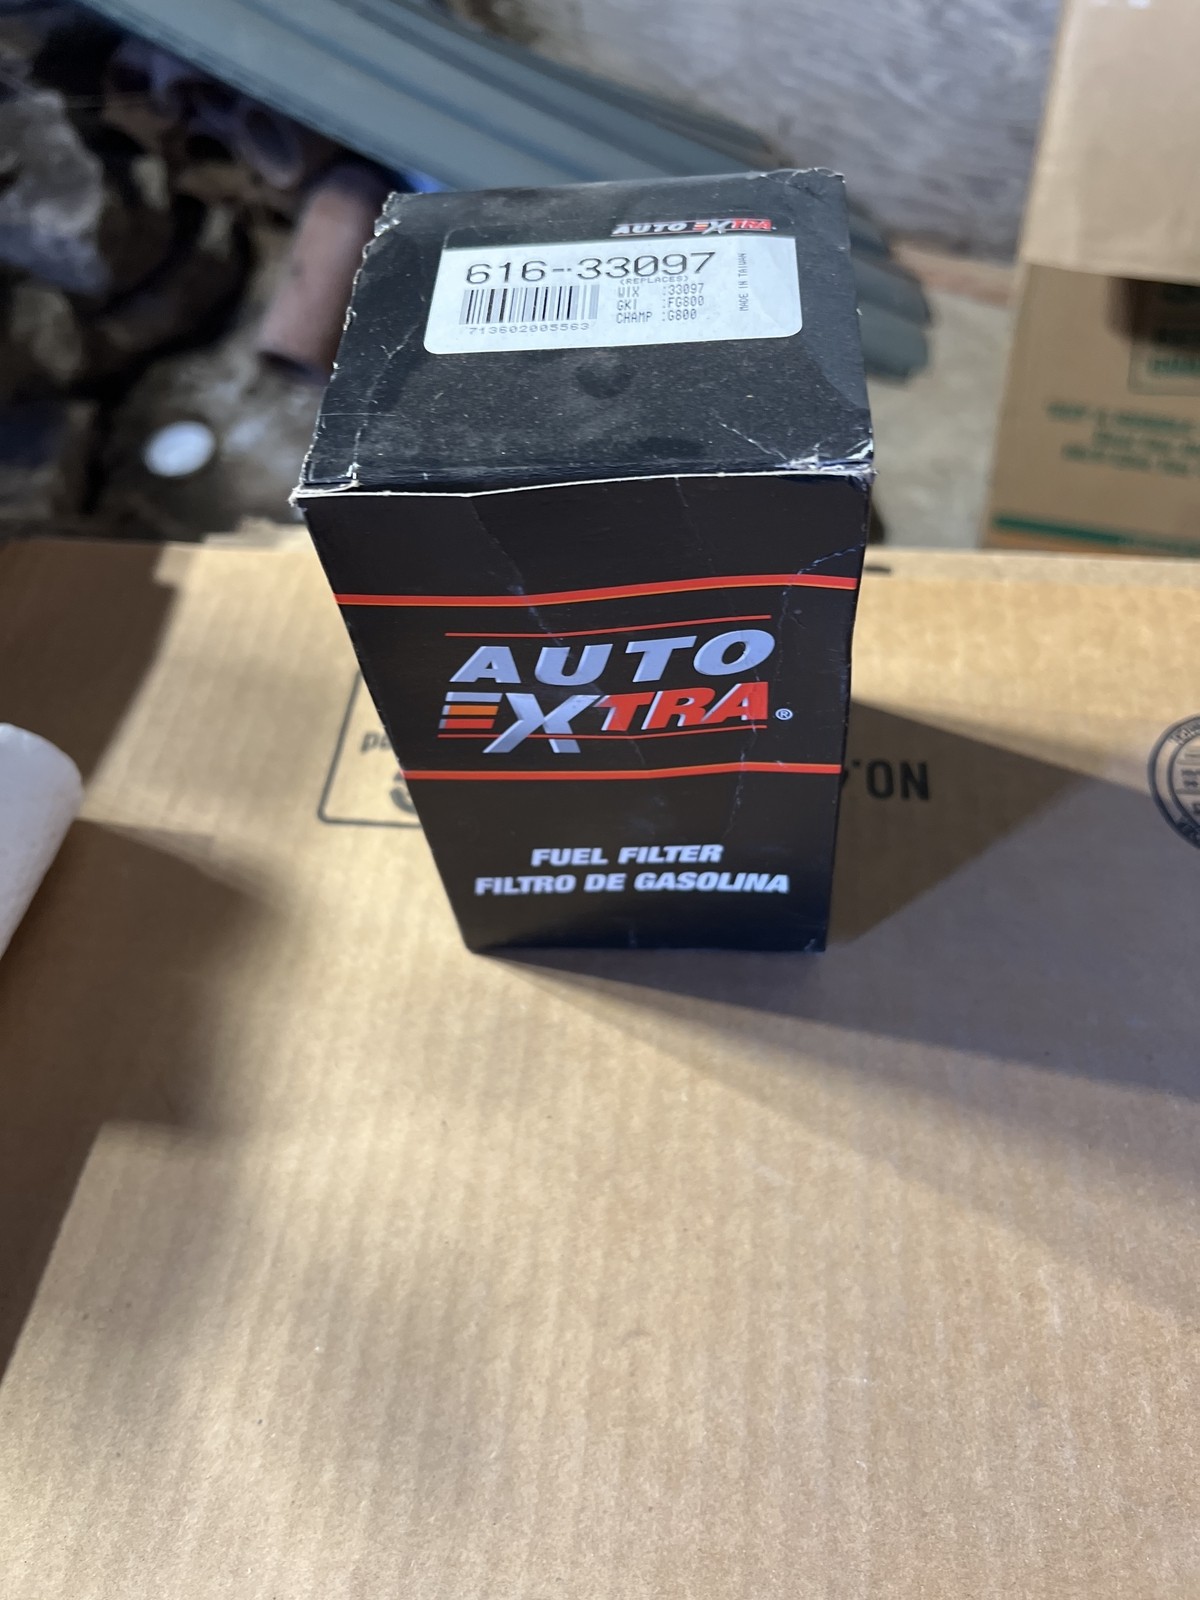 AUTO EXTRA
616-33097
(REPLACES)
WIX :33097
GKI :FG800
CHAMP :G800
713602005563
MADE IN TAIWAN
AUTO
EXTRA®
FUEL FILTER
FILTRO DE GASOLINA
NO.